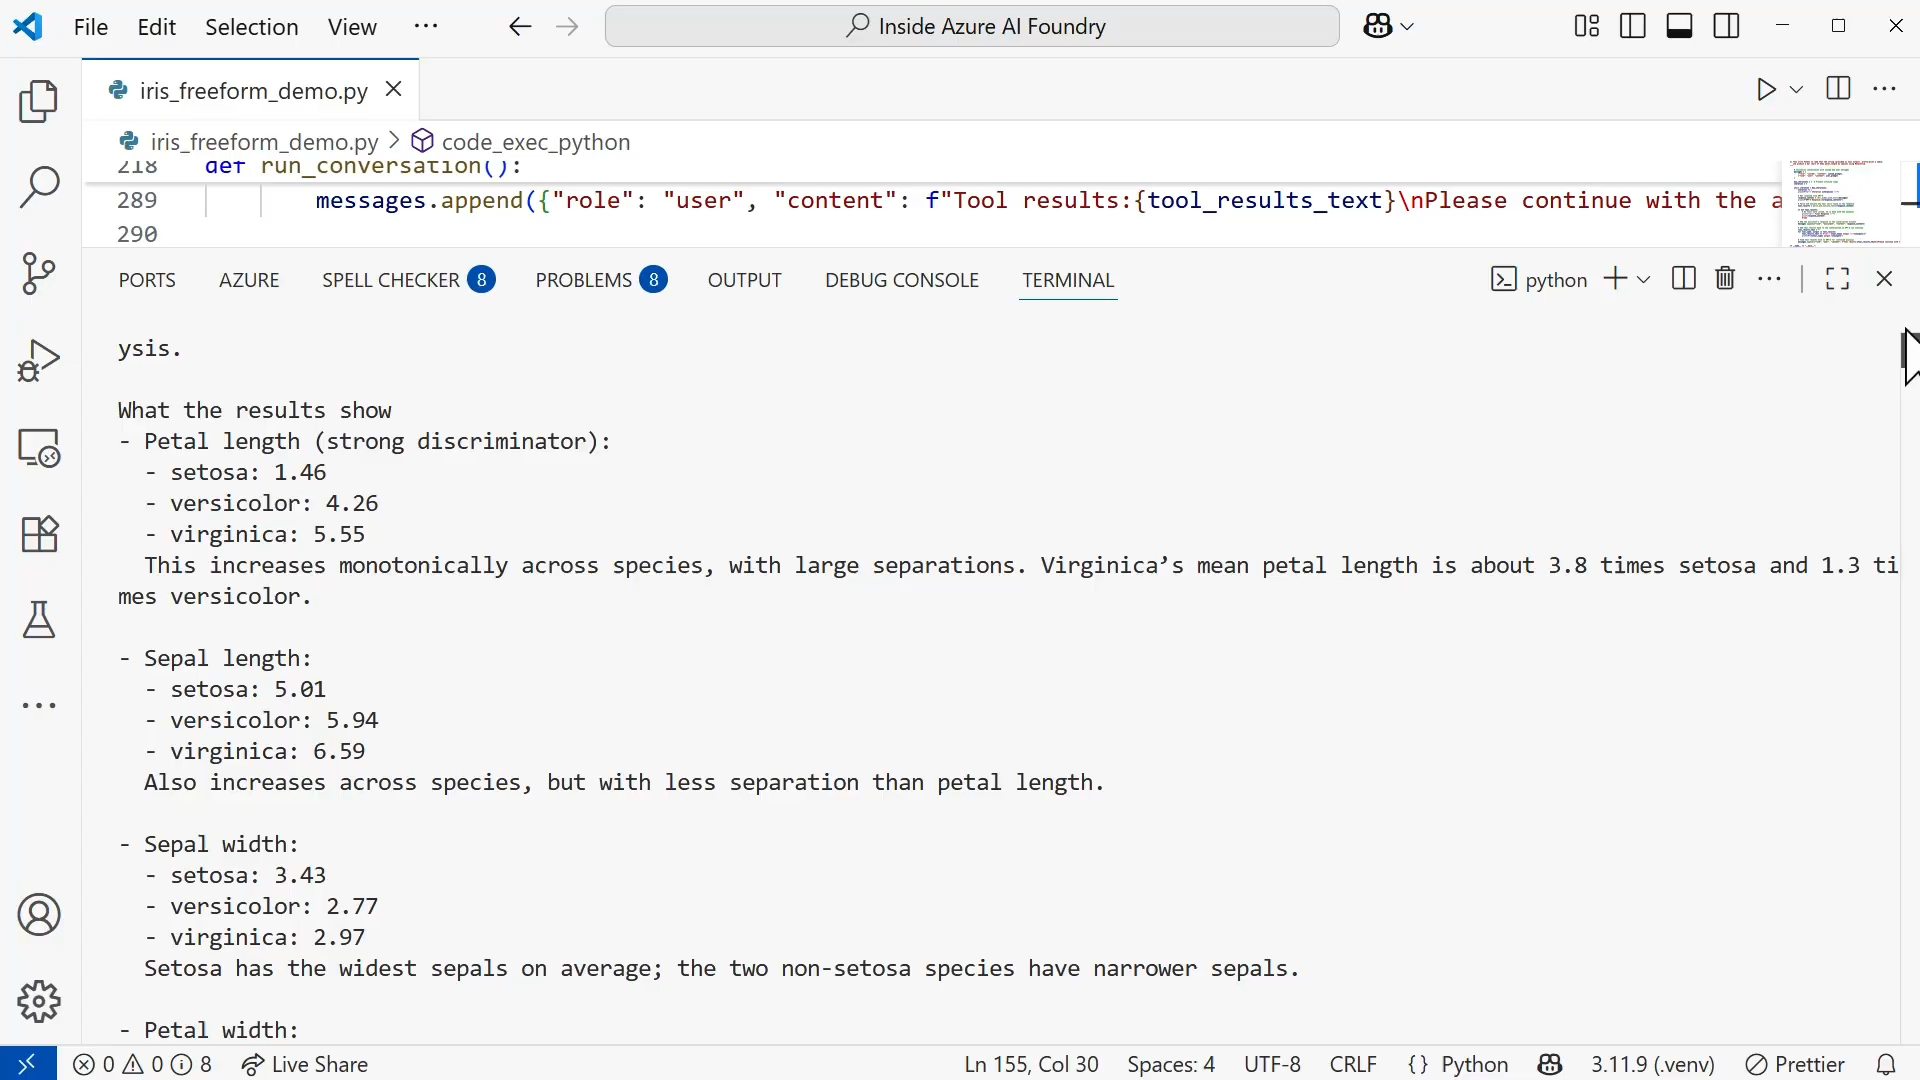 File Edit Selection View ···
Inside Azure AI Foundry
iris_freeform_demo.py
iris_freeform_demo.py > code_exec_python
218 def run_conversation():
289 messages.append({"role": "user", "content": f"Tool results:{tool_results_text}\nPlease continue with the a
290
PORTS AZURE SPELL CHECKER 8 PROBLEMS 8 OUTPUT DEBUG CONSOLE TERMINAL python
ysis.
What the results show
- Petal length (strong discriminator):
- setosa: 1.46
- versicolor: 4.26
- virginica: 5.55
This increases monotonically across species, with large separations. Virginica’s mean petal length is about 3.8 times setosa and 1.3 ti
mes versicolor.
- Sepal length:
- setosa: 5.01
- versicolor: 5.94
- virginica: 6.59
Also increases across species, but with less separation than petal length.
- Sepal width:
- setosa: 3.43
- versicolor: 2.77
- virginica: 2.97
Setosa has the widest sepals on average; the two non-setosa species have narrower sepals.
- Petal width:
0 0 8 Live Share Ln 155, Col 30 Spaces: 4 UTF-8 CRLF {} Python 3.11.9 (.venv) Prettier